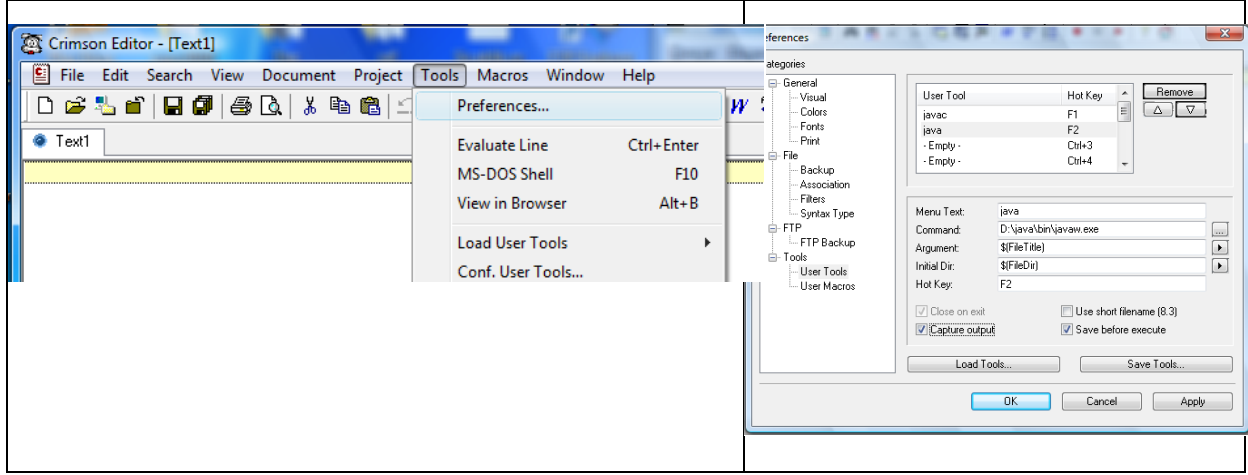 Crimson Editor - [Text1]
File Edit Search View Document Project Tools Macros Window Help
Text1
Preferences...
Evaluate Line Ctrl+Enter
MS-DOS Shell F10
View in Browser Alt+B
Load User Tools
Conf. User Tools...
eferences
ategories
General
Visual
Colors
Fonts
Print
File
Backup
Association
Filters
Syntax Type
FTP
FTP Backup
Tools
User Tools
User Macros
User Tool Hot Key
javac F1
java F2
- Empty - Ctrl+3
- Empty - Ctrl+4
Remove
Menu Text: java
Command: D:\java\bin\javaw.exe
Argument: $(FileTitle)
Initial Dir: $(FileDir)
Hot Key: F2
Close on exit Use short filename (8.3)
Capture output Save before execute
Load Tools... Save Tools...
OK Cancel Apply